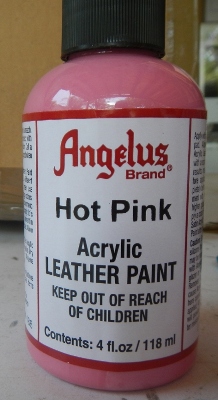 Angelus
Brand®
Hot Pink
Acrylic
LEATHER PAINT
KEEP OUT OF REACH
OF CHILDREN
Contents: 4 fl.oz / 118 ml